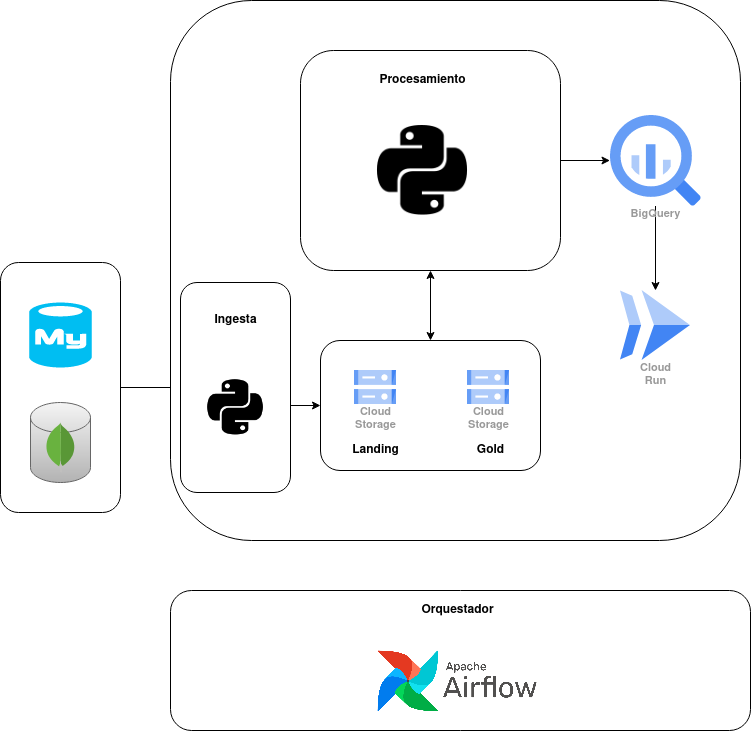 Procesamiento
BigQuery
My
Ingesta
Cloud
Run
Cloud
Storage
Cloud
Storage
Landing
Gold
Orquestador
Apache
Airflow